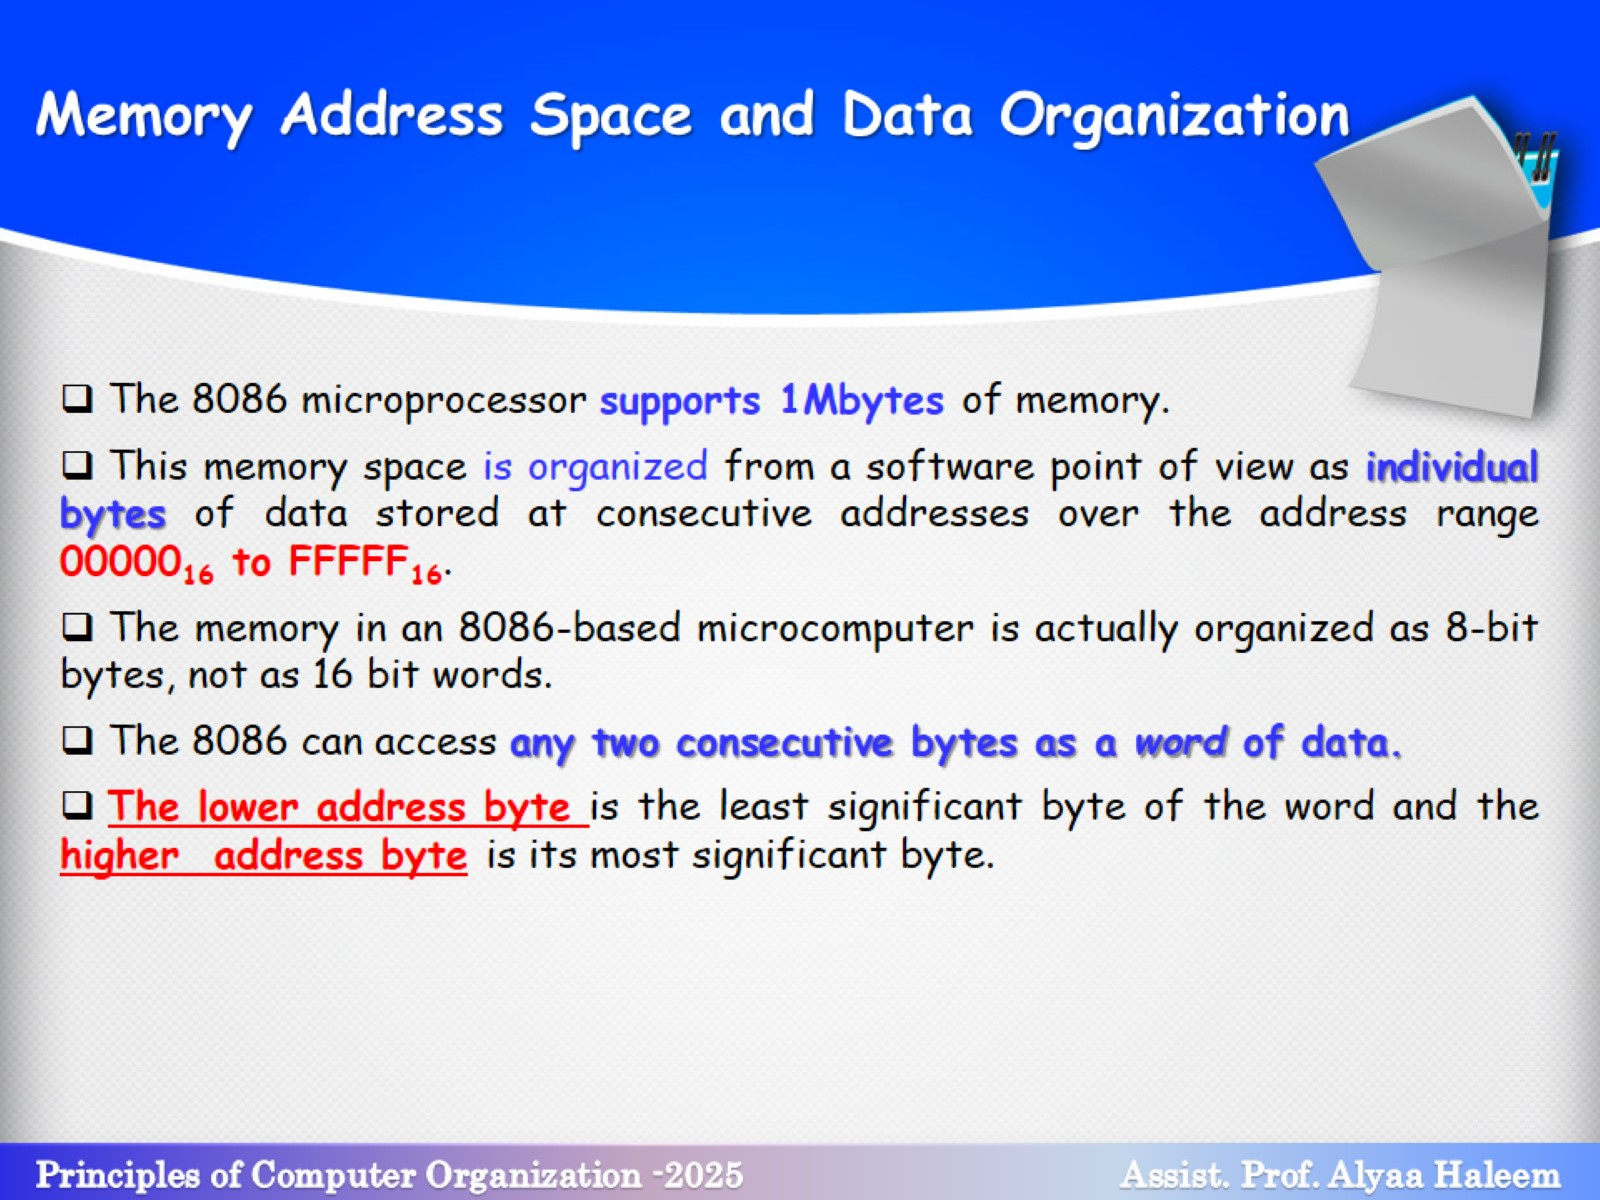 Memory Address Space and Data Organization
❑ The 8086 microprocessor supports 1Mbytes of memory.
❑ This memory space is organized from a software point of view as individual
bytes of data stored at consecutive addresses over the address range
00000₁₆ to FFFFF₁₆.
❑ The memory in an 8086-based microcomputer is actually organized as 8-bit
bytes, not as 16 bit words.
❑ The 8086 can access any two consecutive bytes as a word of data.
❑ The lower address byte is the least significant byte of the word and the
higher address byte is its most significant byte.
Principles of Computer Organization -2025
Assist. Prof. Alyaa Haleem